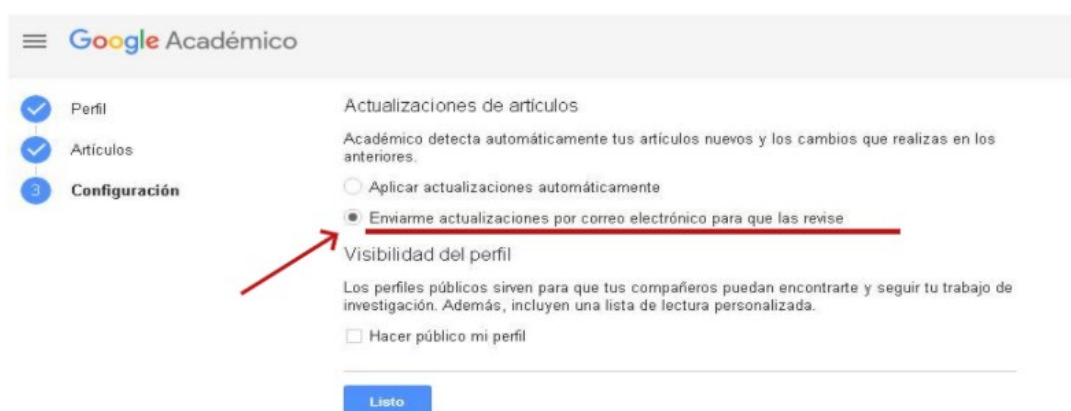 Google Académico
Perfil
Artículos
3
Configuración
Actualizaciones de artículos
Académico detecta automáticamente tus artículos nuevos y los cambios que realizas en los
anteriores.
Aplicar actualizaciones automáticamente
Enviarme actualizaciones por correo electrónico para que las revise
Visibilidad del perfil
Los perfiles públicos sirven para que tus compañeros puedan encontrarte y seguir tu trabajo de
investigación. Además, incluyen una lista de lectura personalizada.
Hacer público mi perfil
Listo